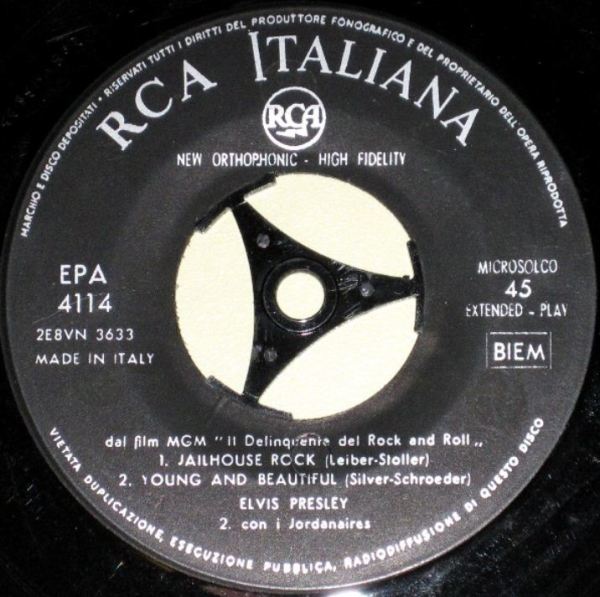 MARCHIO E DISCO DEPOSITATI • RISERVATI TUTTI I DIRITTI DEL PRODUTTORE FONOGRAFICO E DEL PROPRIETARIO DELL'OPERA RIPRODOTTA
RCA ITALIANA
RCA
NEW ORTHOPHONIC - HIGH FIDELITY
EPA
4114
2E8VN 3633
MADE IN ITALY
MICROSOLCO
45
EXTENDED - PLAY
BIEM
dal film MGM "Il Delinquente del Rock and Roll„
1. JAILHOUSE ROCK (Leiber-Stoller)
2. YOUNG AND BEAUTIFUL (Silver-Schroeder)
ELVIS PRESLEY
2. con i Jordanaires
VIETATA DUPLICAZIONE, ESECUZIONE PUBBLICA, RADIODIFFUSIONE DI QUESTO DISCO